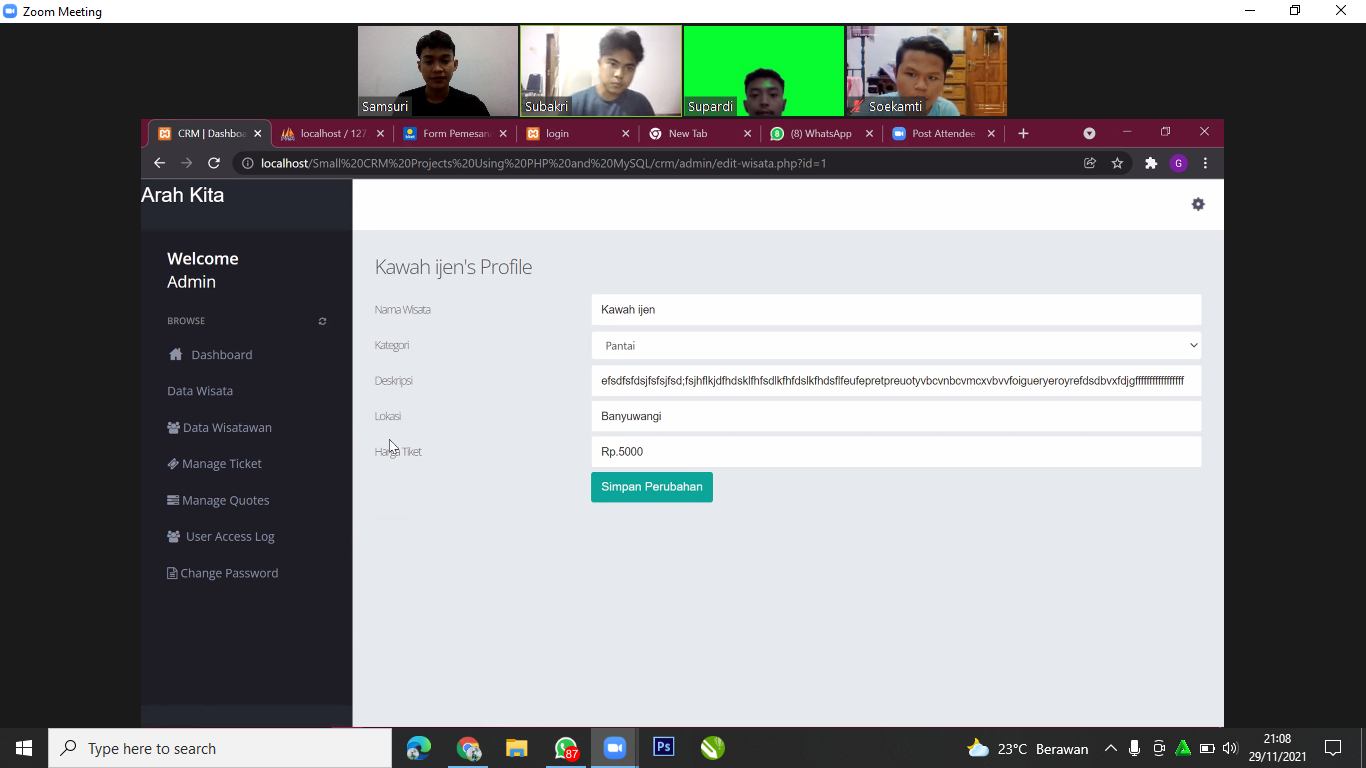 Zoom Meeting
Samsuri
Subakri
Supardi
Soekamti
CRM | Dashboa
localhost / 127
Form Pemesan
login
New Tab
(8) WhatsApp
Post Attendee
localhost/Small%20CRM%20Projects%20Using%20PHP%20and%20MySQL/crm/admin/edit-wisata.php?id=1
G
Arah Kita
Welcome
Admin
BROWSE
Dashboard
Data Wisata
Data Wisatawan
Manage Ticket
Manage Quotes
User Access Log
Change Password
Kawah ijen's Profile
Nama Wisata
Kawah ijen
Kategori
Pantai
Deskripsi
Lokasi
Banyuwangi
Harga Tiket
Rp.5000
Simpan Perubahan
Type here to search
87
Ps
23°C Berawan
21:08
29/11/2021